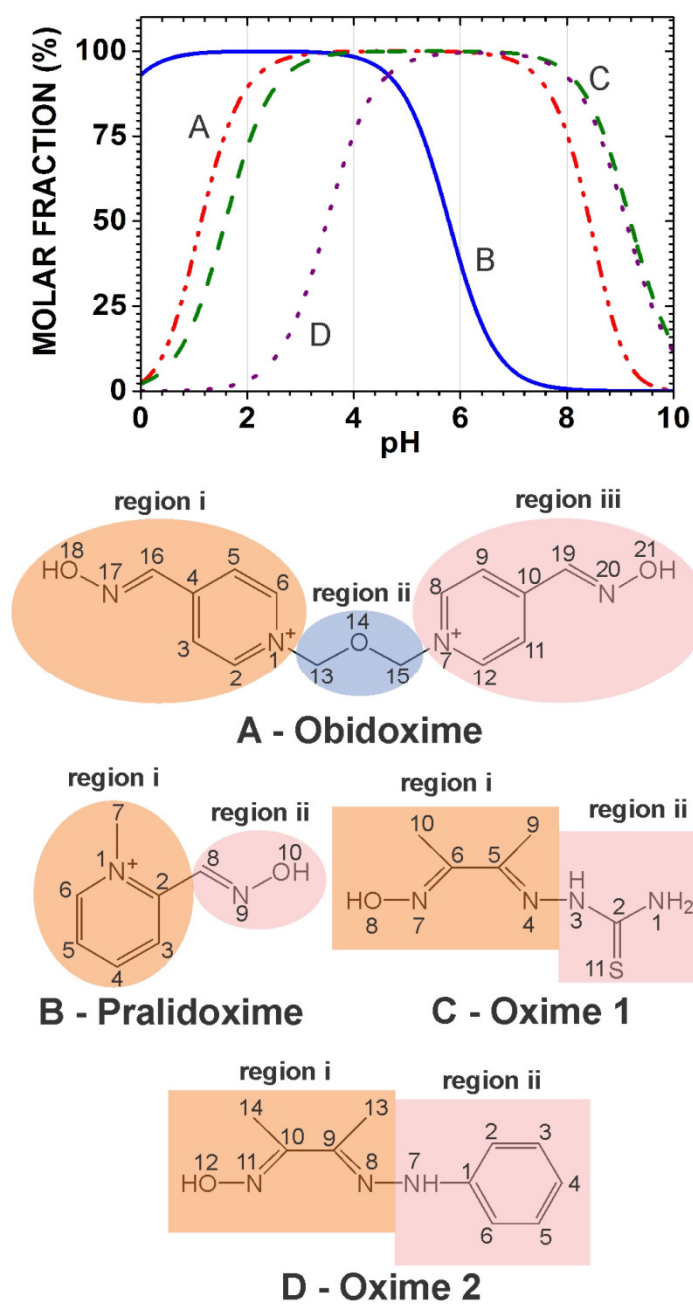 MOLAR FRACTION (%)
100
75
50
25
0
A
B
C
D
0 2 4 6 8 10
pH
region i
region ii
region iii
HO 18
N 17
16
4
5
6
3
2
N+ 1
13
O 14
15
N+ 7
8
9
10
11
12
19
N 20
OH 21
A - Obidoxime
region i
region ii
7
N+ 1
2
6
5
4
3
8
N 9
OH 10
B - Pralidoxime
region i
region ii
10
9
6
5
HO 8
N 7
N 4
H
N 3
2
NH2 1
11 S
C - Oxime 1
region i
region ii
14
13
10
9
HO 12
N 11
N 8
NH 7
1
2
3
4
5
6
D - Oxime 2